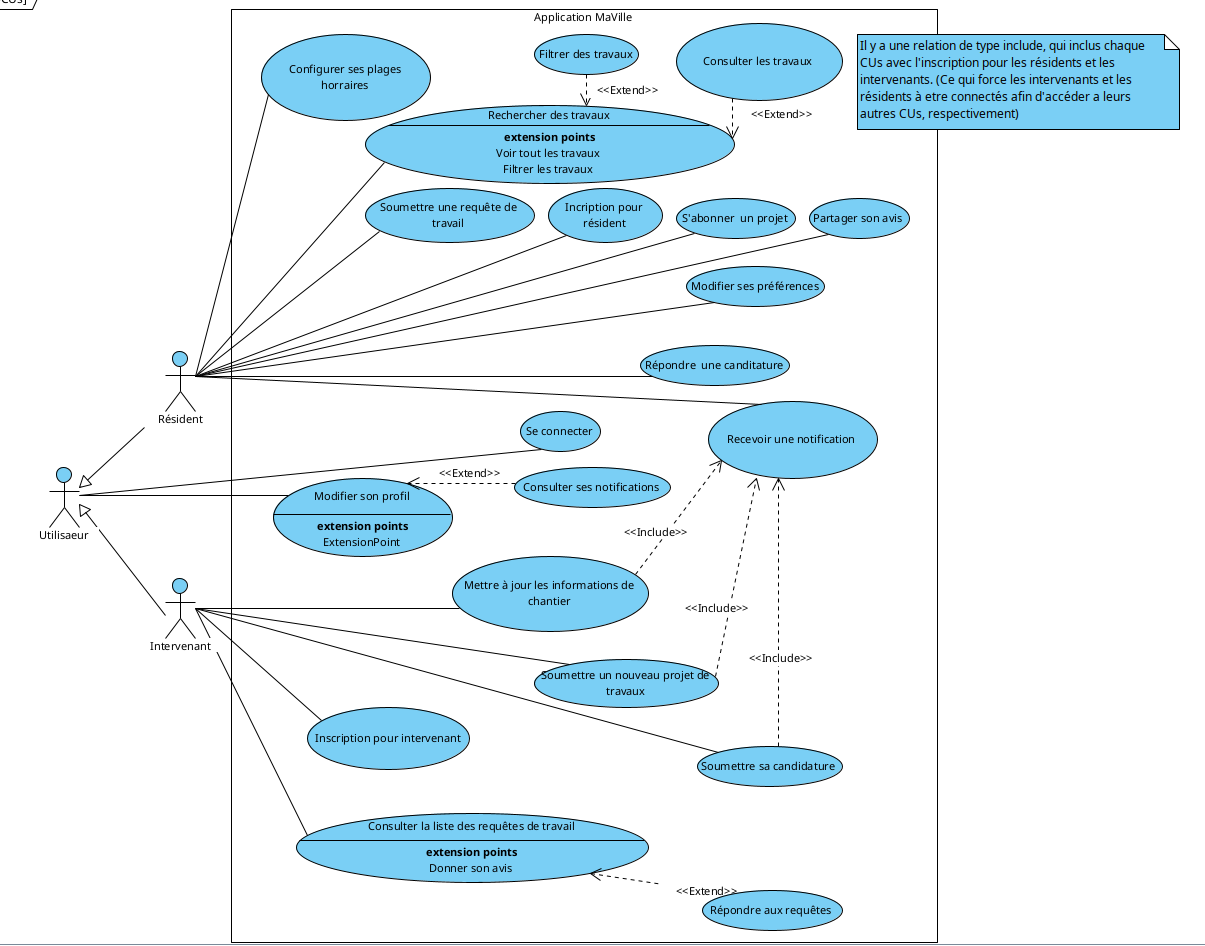 CUs]
Application MaVille
Configurer ses plages
horraires
Filtrer des travaux
Consulter les travaux
Il y a une relation de type include, qui inclus chaque
CUs avec l'inscription pour les résidents et les
intervenants. (Ce qui force les intervenants et les
résidents à etre connectés afin d'accéder a leurs
autres CUs, respectivement)
<<Extend>>
<<Extend>>
Rechercher des travaux
extension points
Voir tout les travaux
Filtrer les travaux
Soumettre une requête de
travail
Incription pour
résident
S'abonner  un projet
Partager son avis
Modifier ses préférences
Répondre  une canditature
Résident
Se connecter
Recevoir une notification
<<Extend>>
Consulter ses notifications
Modifier son profil
extension points
ExtensionPoint
Utilisaeur
<<Include>>
Mettre à jour les informations de
chantier
<<Include>>
Intervenant
<<Include>>
Soumettre un nouveau projet de
travaux
Inscription pour intervenant
Soumettre sa candidature
Consulter la liste des requêtes de travail
extension points
Donner son avis
<<Extend>>
Répondre aux requêtes